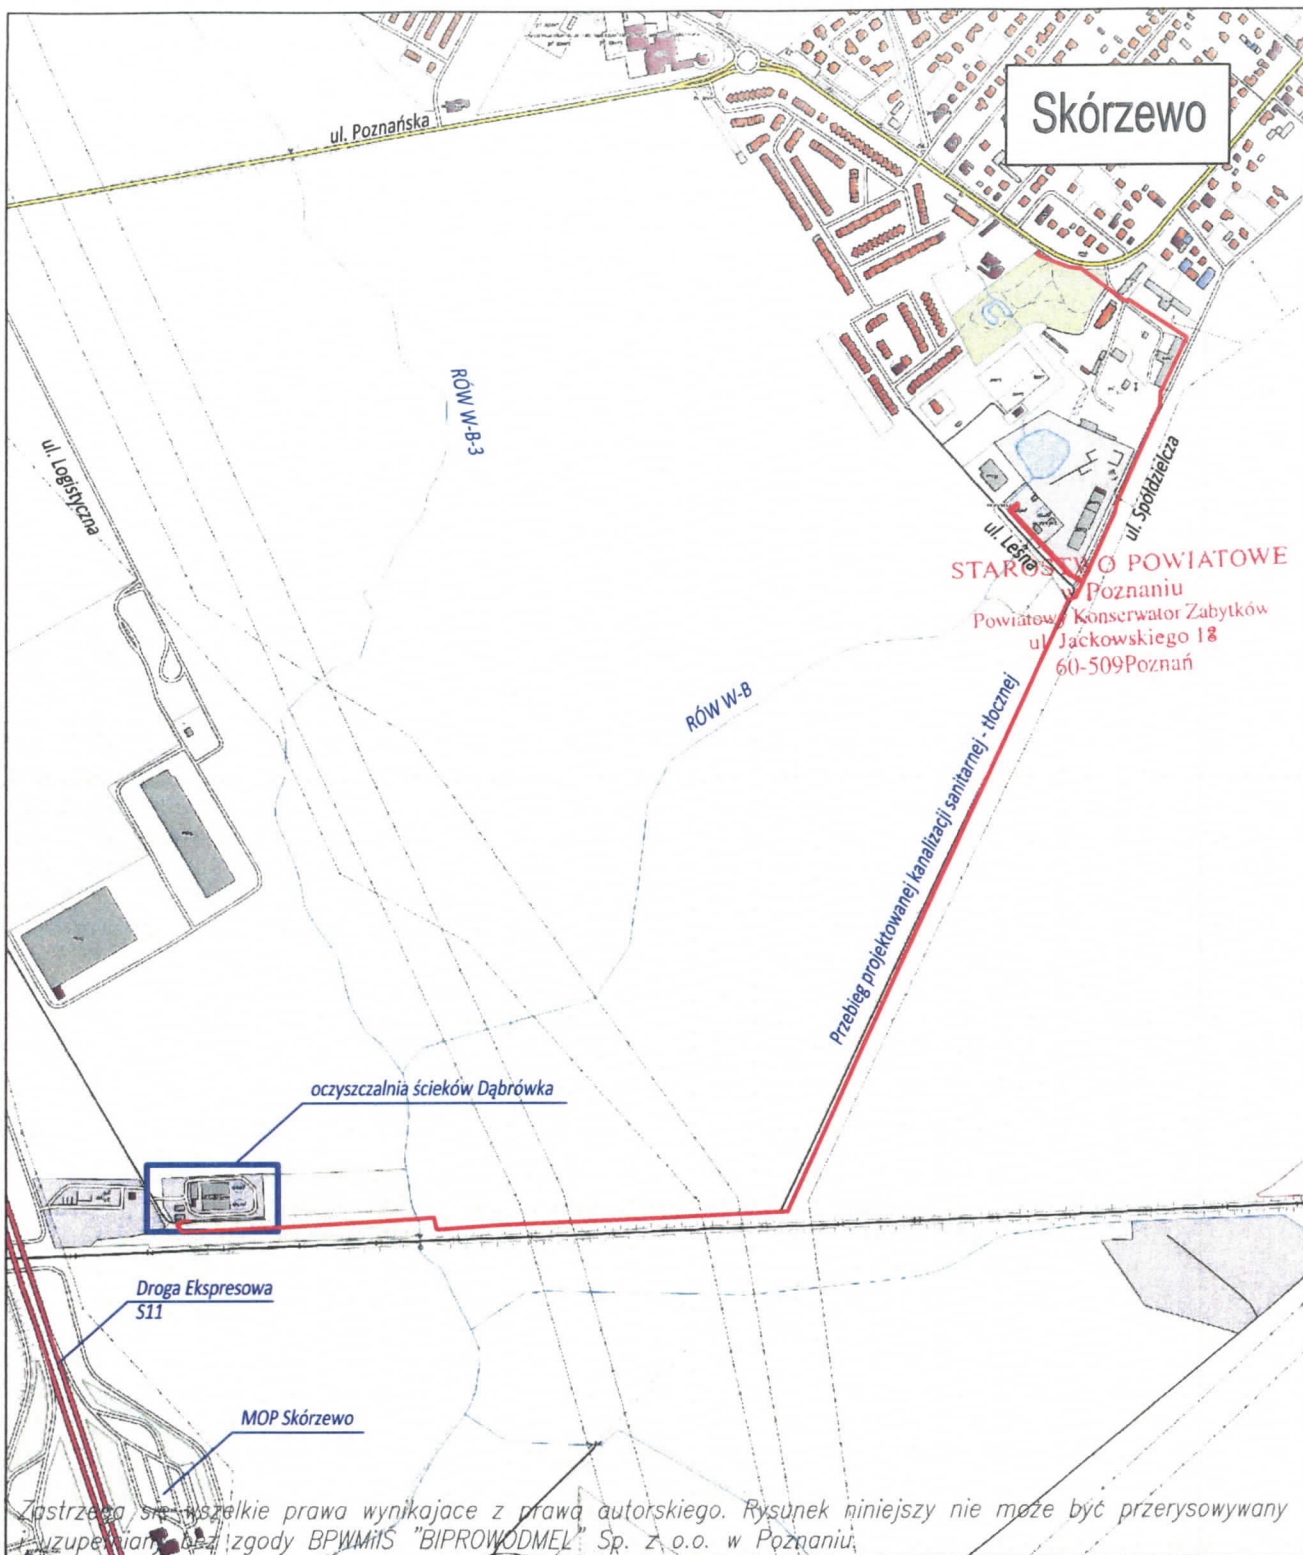 Skórzewo
ul. Poznańska
RÓW W-B-3
ul. Logistyczna
ul. Spółdzielcza
ul. Leśna
STAROSTWO POWIATOWE
w Poznaniu
Powiatowy Konserwator Zabytków
ul. Jackowskiego 18
60-509 Poznań
RÓW W-B
Przebieg projektowanej kanalizacji sanitarnej - tłocznej
oczyszczalnia ścieków Dąbrówka
Droga Ekspresowa
S11
MOP Skórzewo
Zastrzega się wszelkie prawa wynikające z prawa autorskiego. Rysunek niniejszy nie może być przerysowywany
i uzupełniany bez zgody BPWMiIS "BIPROWODMEL" Sp. z o.o. w Poznaniu.